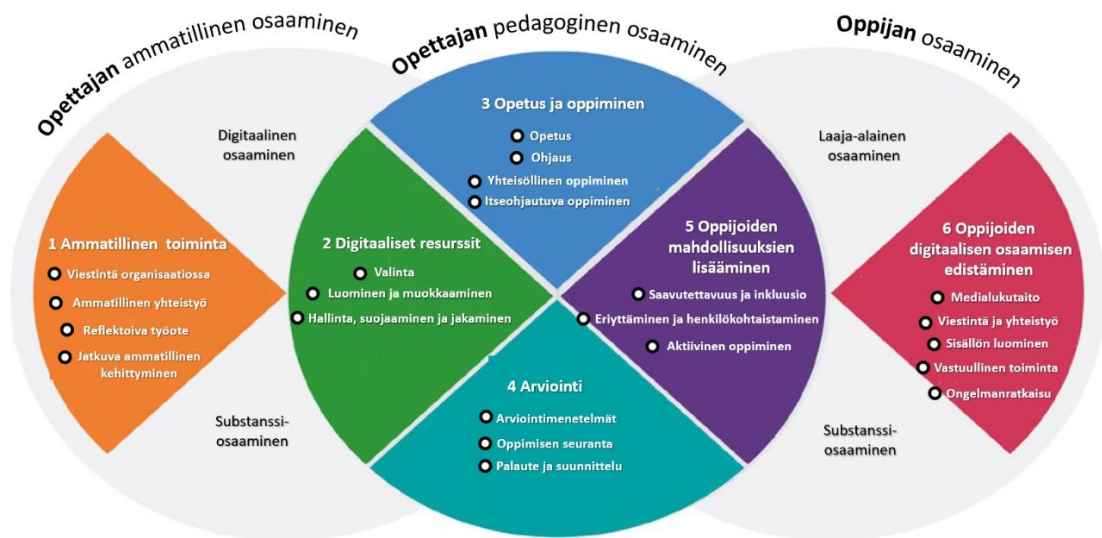 Opettajan ammatillinen osaaminen
Opettajan pedagoginen osaaminen
Oppijan osaaminen
Digitaalinen
osaaminen
Substanssi-
osaaminen
Laaja-alainen
osaaminen
Substanssi-
osaaminen
1 Ammatillinen toiminta
Viestintä organisaatiossa
Ammatillinen yhteistyö
Reflektoiva työote
Jatkuva ammatillinen
kehittyminen
2 Digitaaliset resurssit
Valinta
Luominen ja muokkaaminen
Hallinta, suojaaminen ja jakaminen
3 Opetus ja oppiminen
Opetus
Ohjaus
Yhteisöllinen oppiminen
Itseohjautuva oppiminen
4 Arviointi
Arviointimenetelmät
Oppimisen seuranta
Palaute ja suunnittelu
5 Oppijoiden
mahdollisuuksien
lisääminen
Saavutettavuus ja inkluusio
Eriyttäminen ja henkilökohtaistaminen
Aktiivinen oppiminen
6 Oppijoiden
digitaalisen osaamisen
edistäminen
Medialukutaito
Viestintä ja yhteistyö
Sisällön luominen
Vastuullinen toiminta
Ongelmanratkaisu